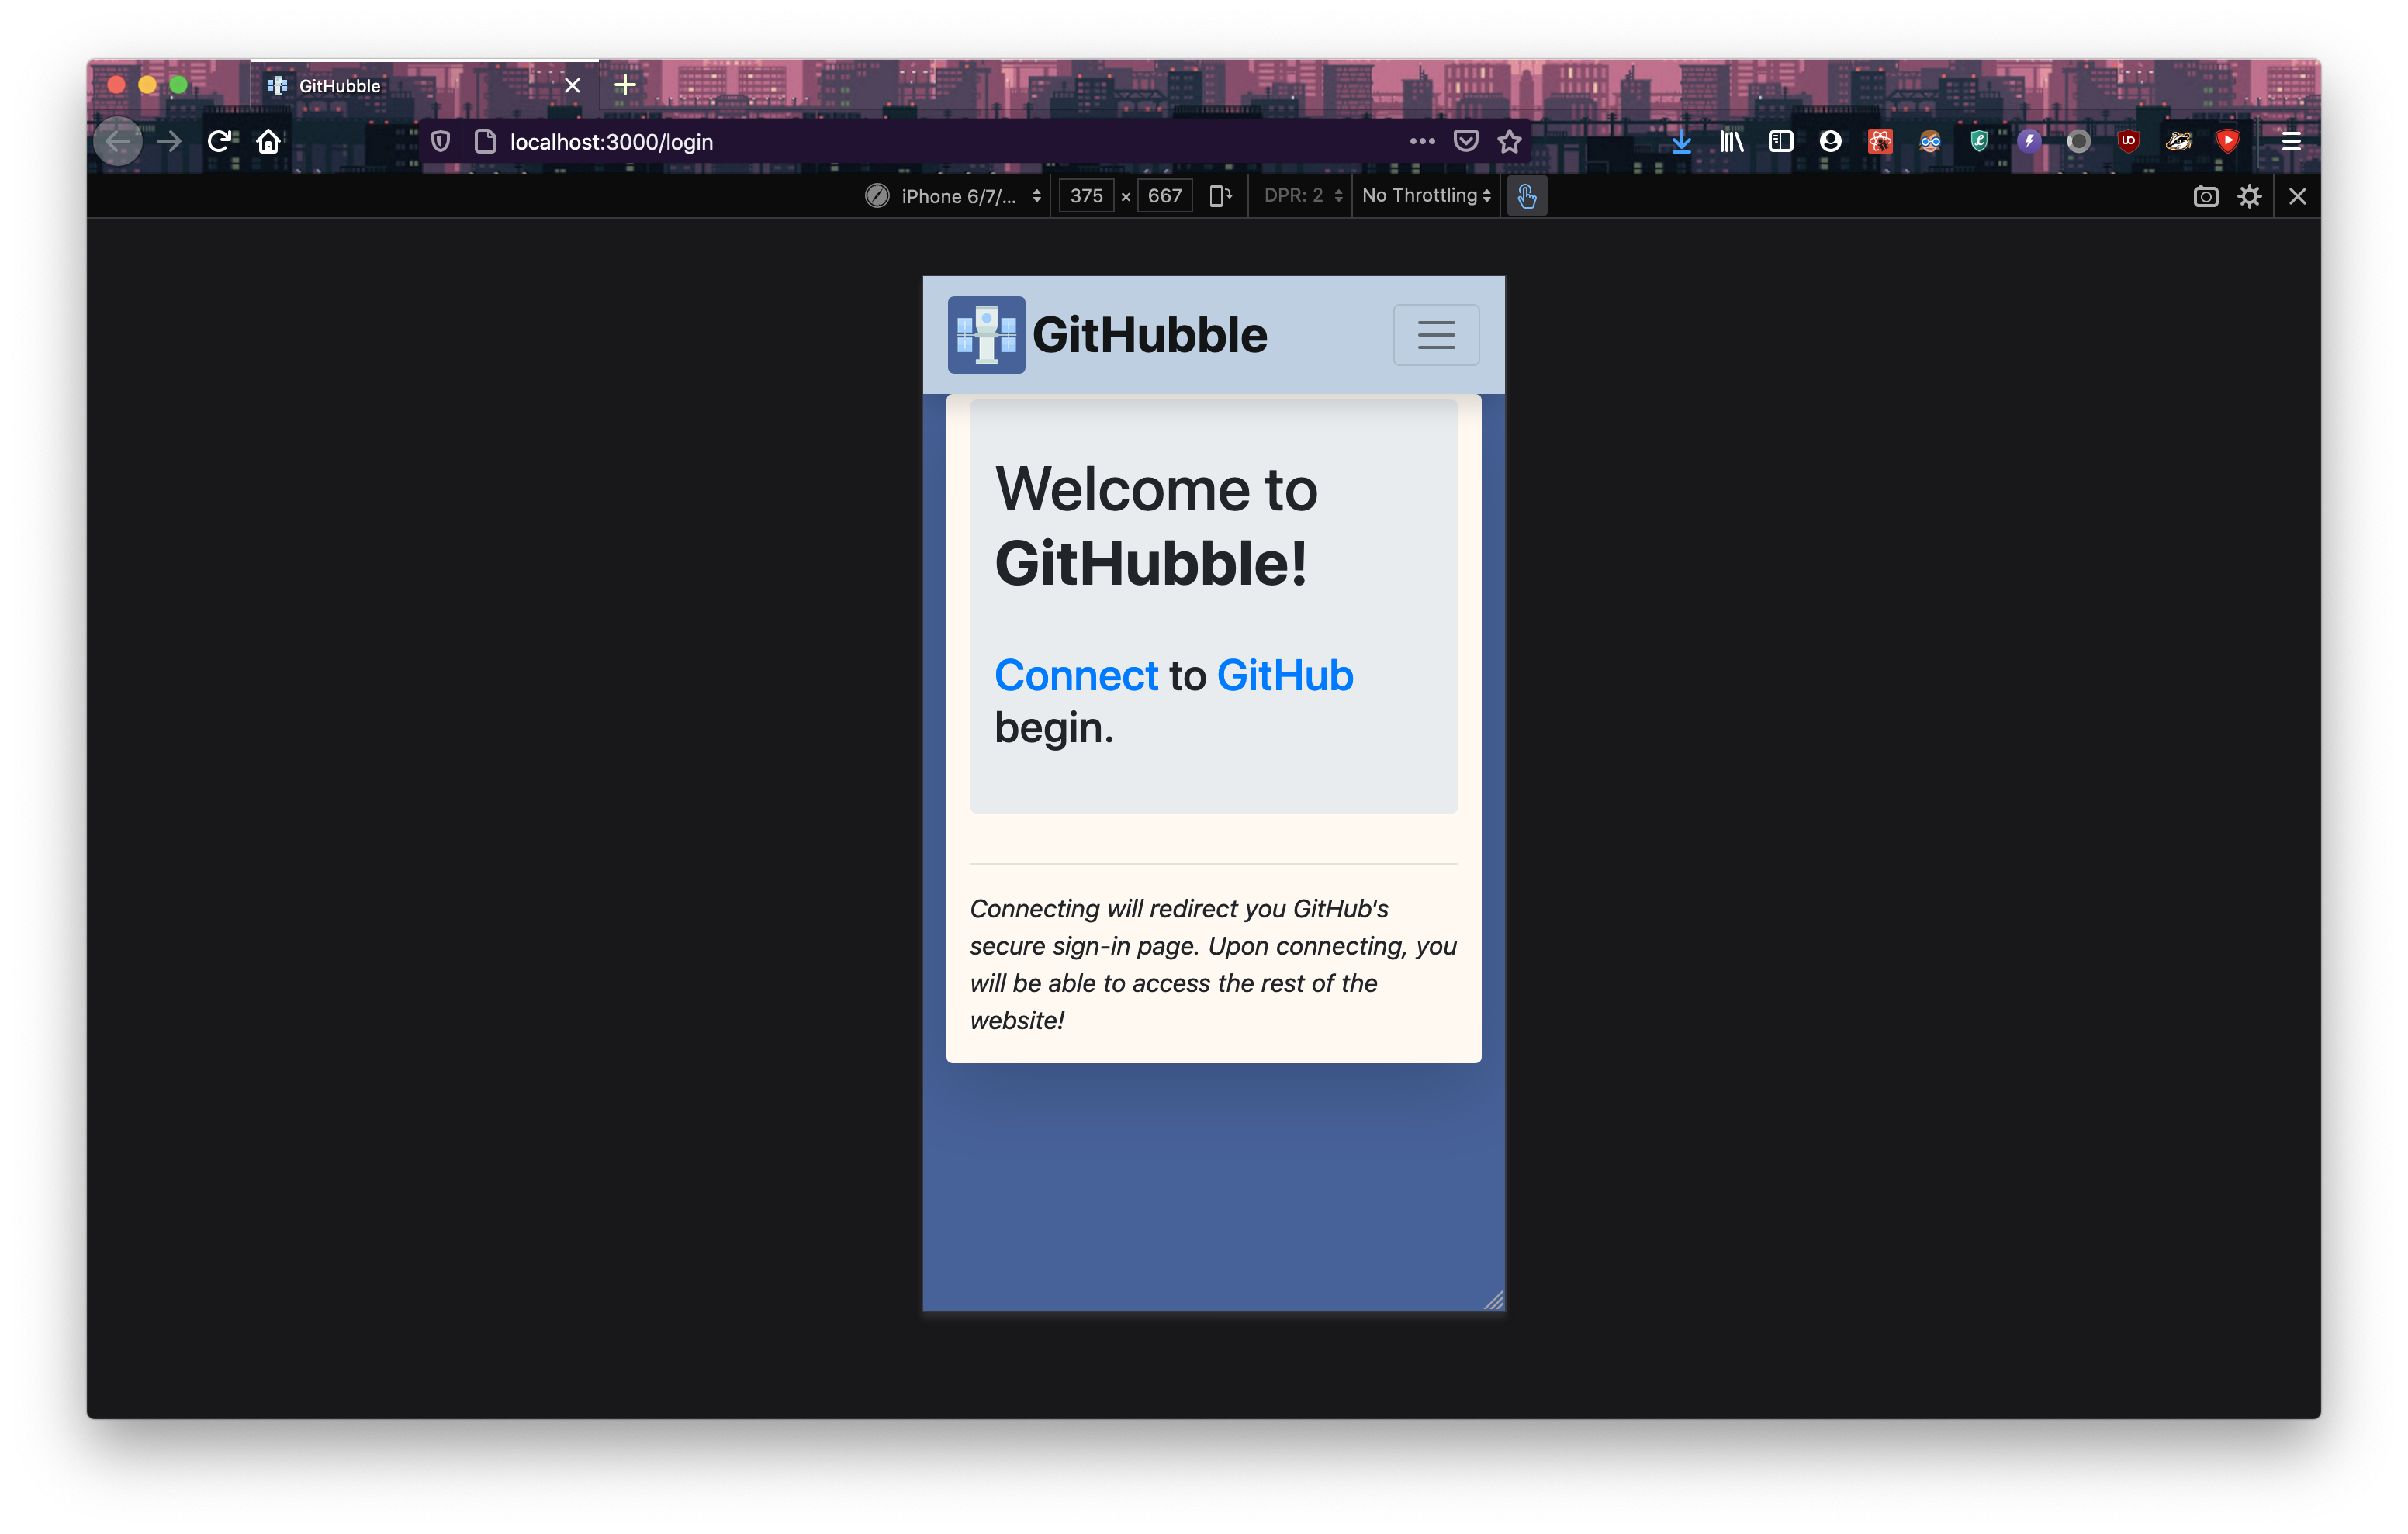 GitHubble
localhost:3000/login
iPhone 6/7/... 375 × 667 DPR: 2 No Throttling
GitHubble
Welcome to
GitHubble!
Connect to GitHub
begin.
Connecting will redirect you GitHub's
secure sign-in page. Upon connecting, you
will be able to access the rest of the
website!